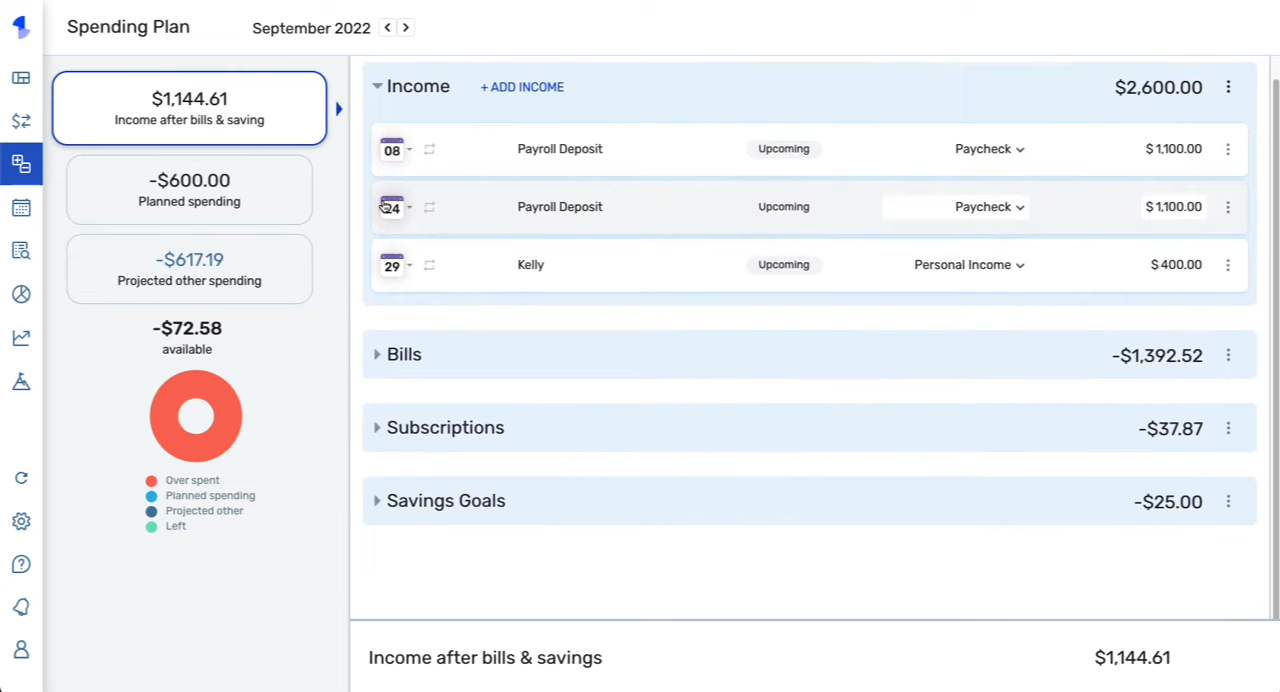 Spending Plan
September 2022
$1,144.61
Income after bills & saving
-$600.00
Planned spending
-$617.19
Projected other spending
-$72.58
available
Over spent
Planned spending
Projected other
Left
Income + ADD INCOME $2,600.00
08 Payroll Deposit Upcoming Paycheck $1,100.00
24 Payroll Deposit Upcoming Paycheck $1,100.00
29 Kelly Upcoming Personal Income $400.00
Bills -$1,392.52
Subscriptions -$37.87
Savings Goals -$25.00
Income after bills & savings $1,144.61